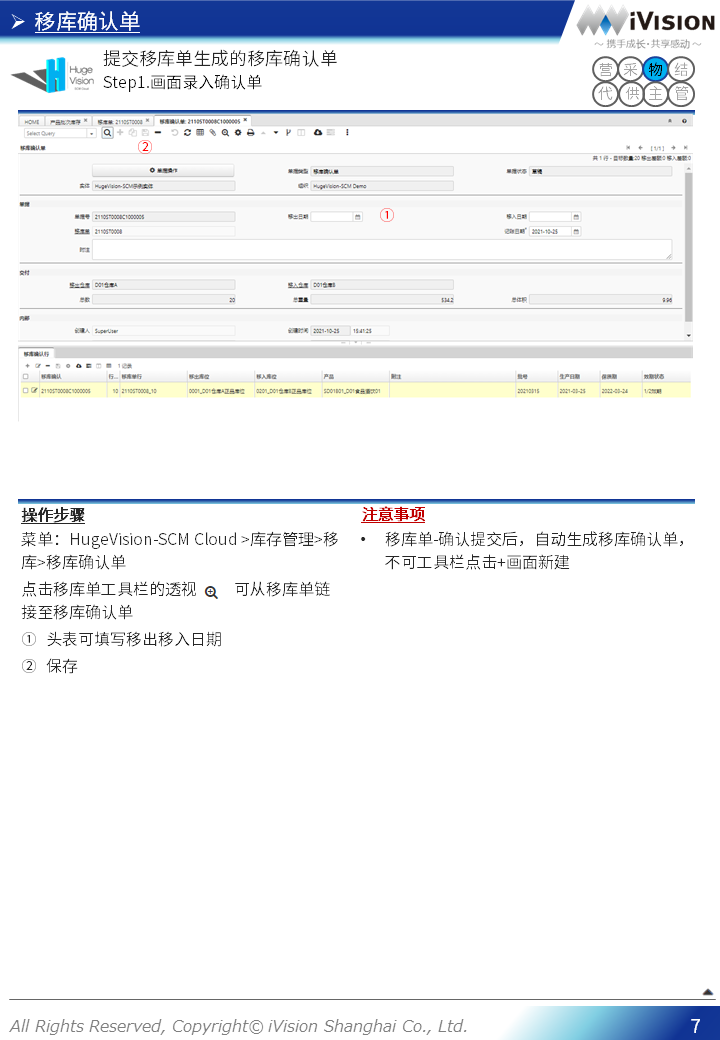 移库确认单
iVISION
～ 携手成长·共享感动 ～
Huge
Vision
提交移库单生成的移库确认单
Step1.画面录入确认单
营 采 物 结
代 供 主 管
HOME 产品批次库存 移库单: 2110ST0008 移库确认单: 2110ST0008C1000005
Select Query
②
移库确认单
[1/1]
共 1 行 - 目标数量:20 移出差额:0 移入差额:0
单据操作 单据类型 移库确认单 单据状态 草稿
实体 HugeVision-SCM系统实体 组织 HugeVision-SCM Demo
单据
单据号 2110ST0008C1000005 移出日期 ① 移入日期
移库单 2110ST0008 记账日期* 2021-10-25
附注
交付
移出仓库 D01仓库A 移入仓库 D01仓库B
总数 20 总重量 534.2 总体积 9.96
内部
创建人 SuperUser 创建时间 2021-10-25 15:41:25
移库确认行
1记录
移库确认 行... 移库单行 移出库位 移入库位 产品 附注 批号 生产日期 保质期 效期状态
2110ST0008C1000005 10 2110ST0008_10 0001_D01仓库A正品库位 0201_D01仓库B正品库位 SD01B01_D01食品酒饮01 20210315 2021-03-25 2022-03-24 1/2效期
操作步骤
菜单：HugeVision-SCM Cloud >库存管理>移
库>移库确认单
点击移库单工具栏的透视 可从移库单链
接至移库确认单
① 头表可填写移出移入日期
② 保存
注意事项
• 移库单-确认提交后，自动生成移库确认单，
不可工具栏点击+画面新建
All Rights Reserved, Copyright© iVision Shanghai Co., Ltd.
7